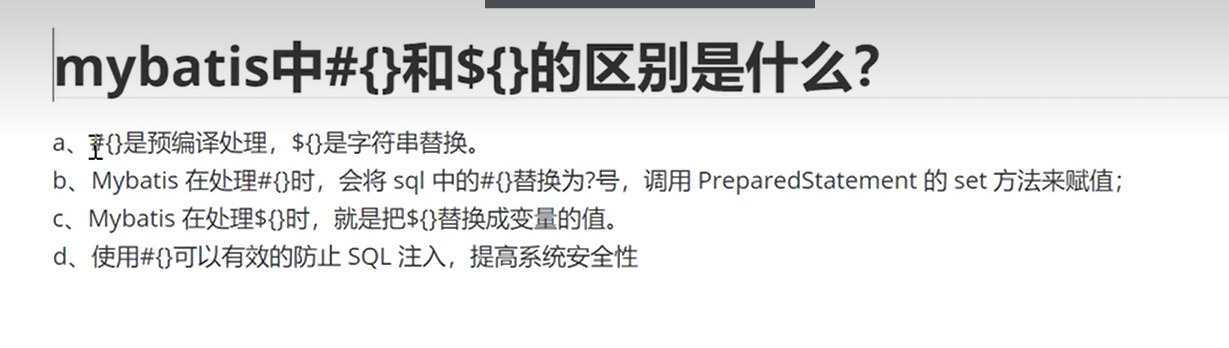 mybatis中#{}和${}的区别是什么?
a、#{}是预编译处理，${}是字符串替换。
b、Mybatis 在处理#{}时，会将 sql 中的#{}替换为?号，调用 PreparedStatement 的 set 方法来赋值；
c、Mybatis 在处理${}时，就是把${}替换成变量的值。
d、使用#{}可以有效的防止 SQL 注入，提高系统安全性